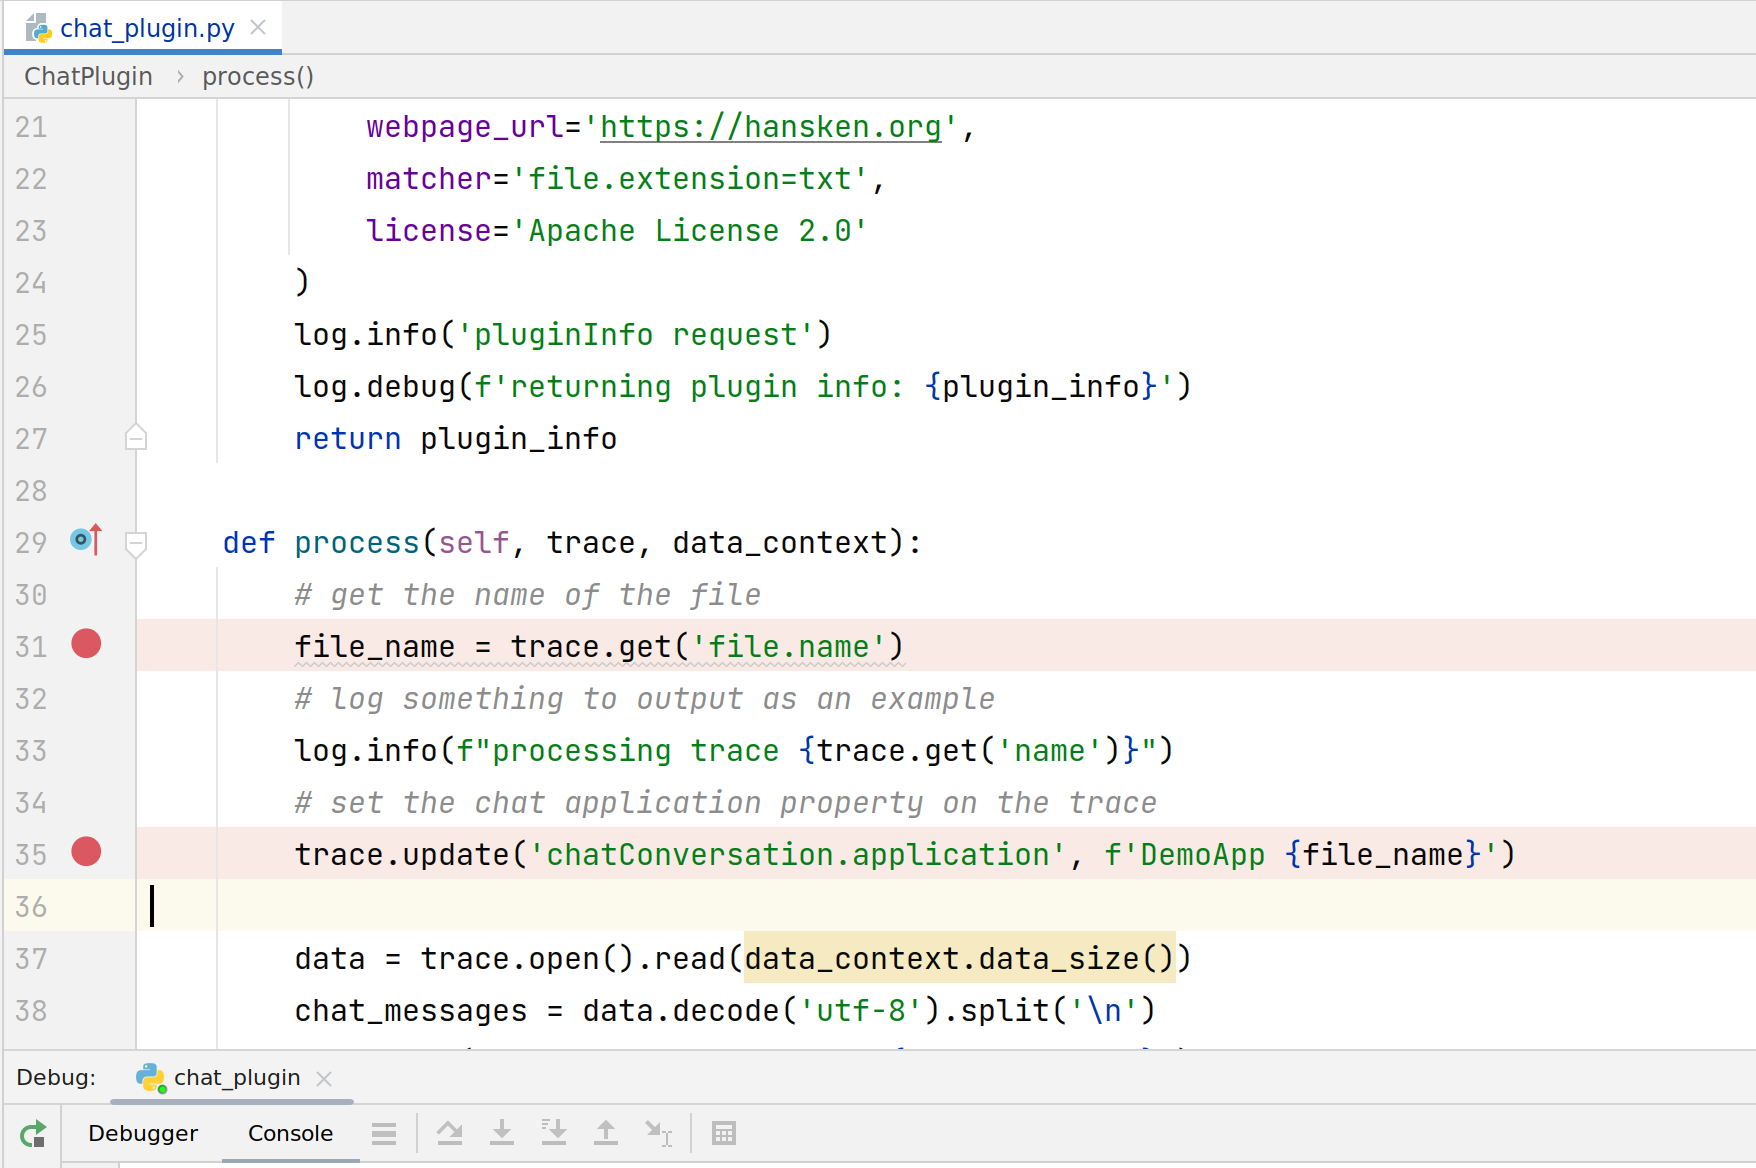 chat_plugin.py
ChatPlugin › process()
21 webpage_url='https://hansken.org',
22 matcher='file.extension=txt',
23 license='Apache License 2.0'
24 )
25 log.info('pluginInfo request')
26 log.debug(f'returning plugin info: {plugin_info}')
27 return plugin_info
28
29 def process(self, trace, data_context):
30 # get the name of the file
31 file_name = trace.get('file.name')
32 # log something to output as an example
33 log.info(f"processing trace {trace.get('name')}")
34 # set the chat application property on the trace
35 trace.update('chatConversation.application', f'DemoApp {file_name}')
36
37 data = trace.open().read(data_context.data_size())
38 chat_messages = data.decode('utf-8').split('\n')
Debug: chat_plugin
Debugger Console